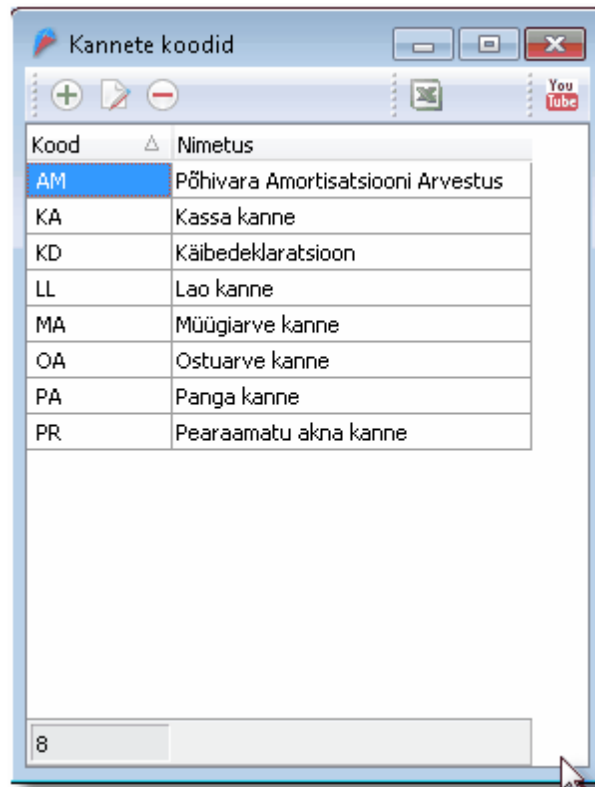 Kannete koodid
You
Tube
Kood Nimetus
AM Põhivara Amortisatsiooni Arvestus
KA Kassa kanne
KD Käibedeklaratsioon
LL Lao kanne
MA Müügiarve kanne
OA Ostuarve kanne
PA Panga kanne
PR Pearaamatu akna kanne
8